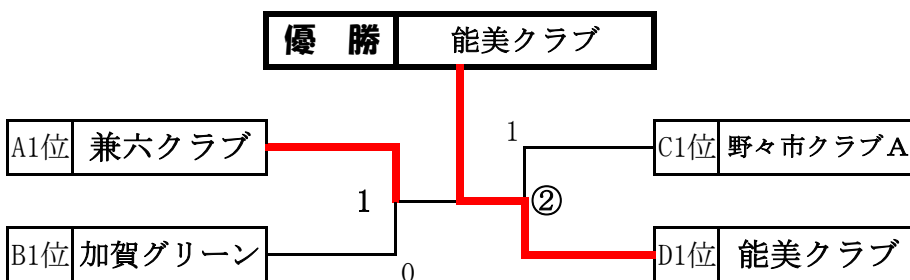 優 勝 能美クラブ
A1位 兼六クラブ
1
C1位 野々市クラブA
1
②
B1位 加賀グリーン
0
D1位 能美クラブ